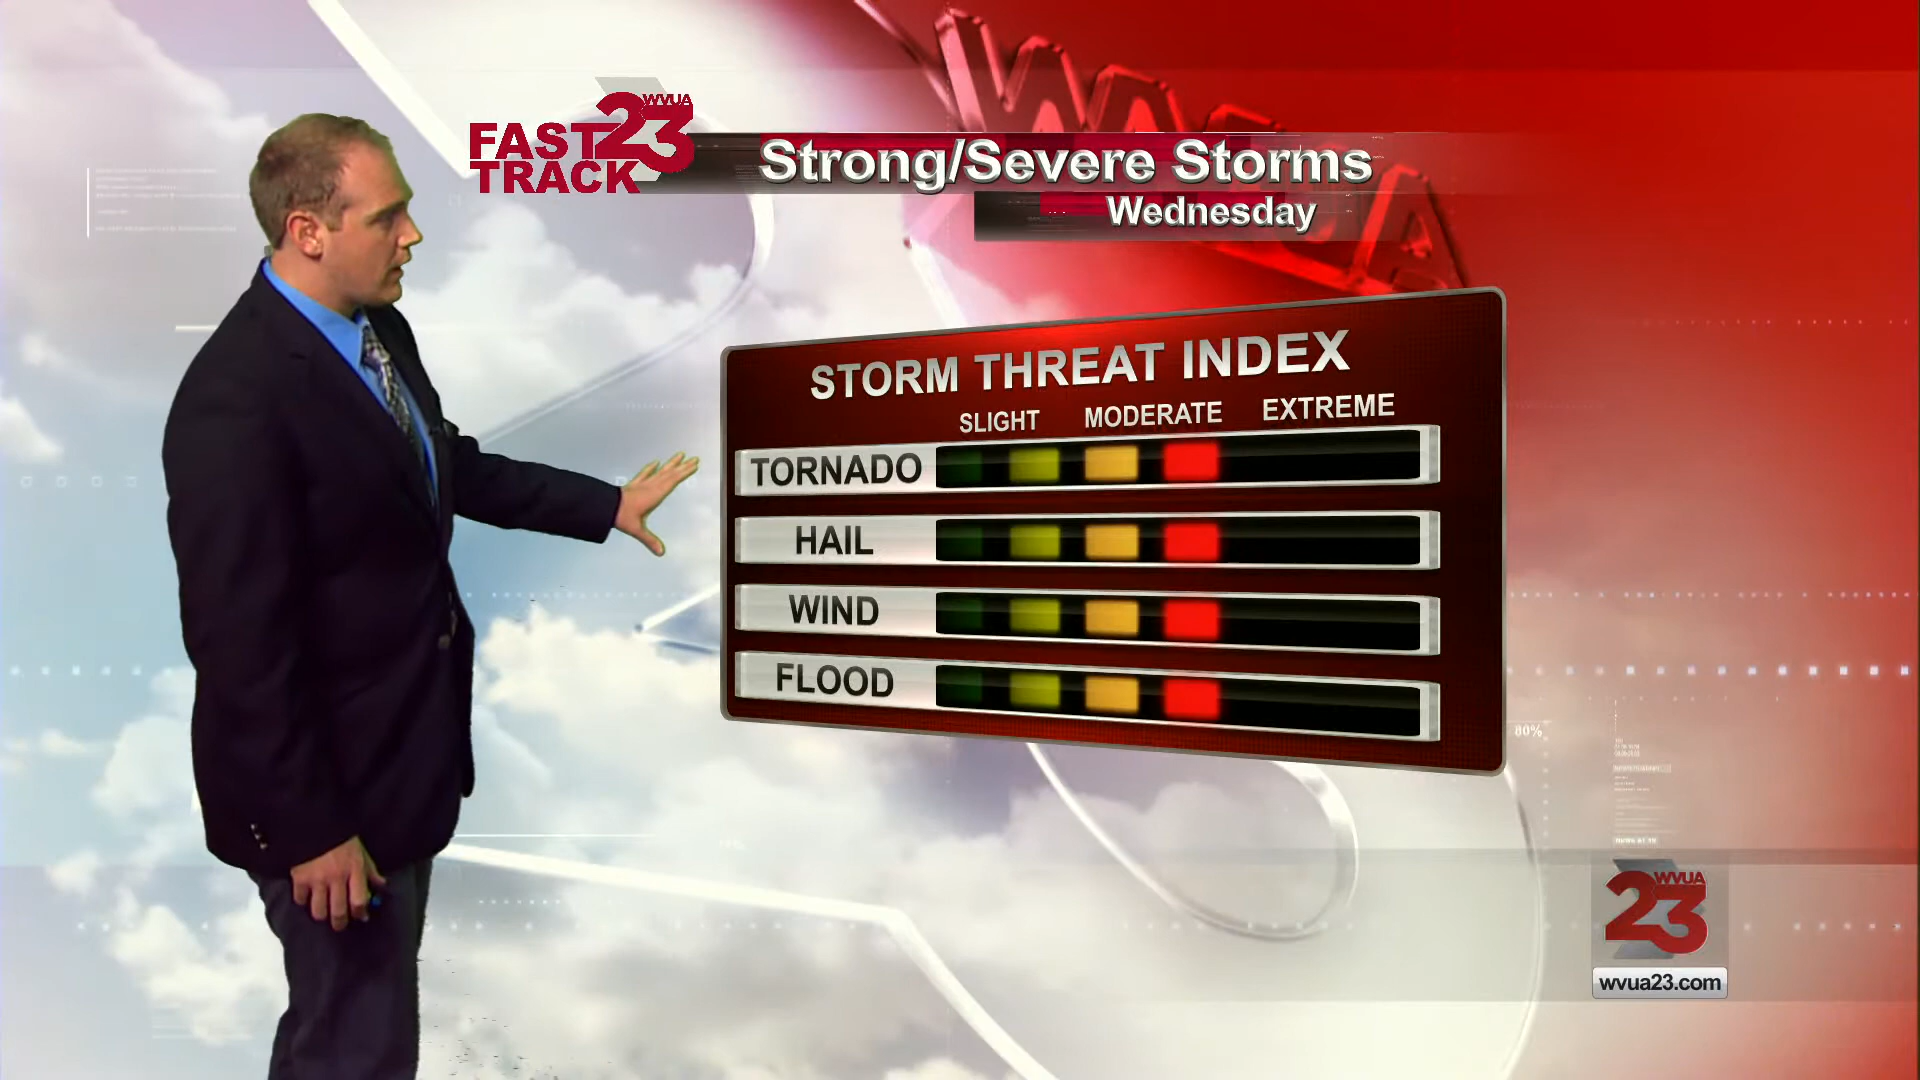 FAST
TRACK
WVUA
23
Strong/Severe Storms
Wednesday
STORM THREAT INDEX
SLIGHT MODERATE EXTREME
TORNADO
HAIL
WIND
FLOOD
80%
WVUA
23
wvua23.com